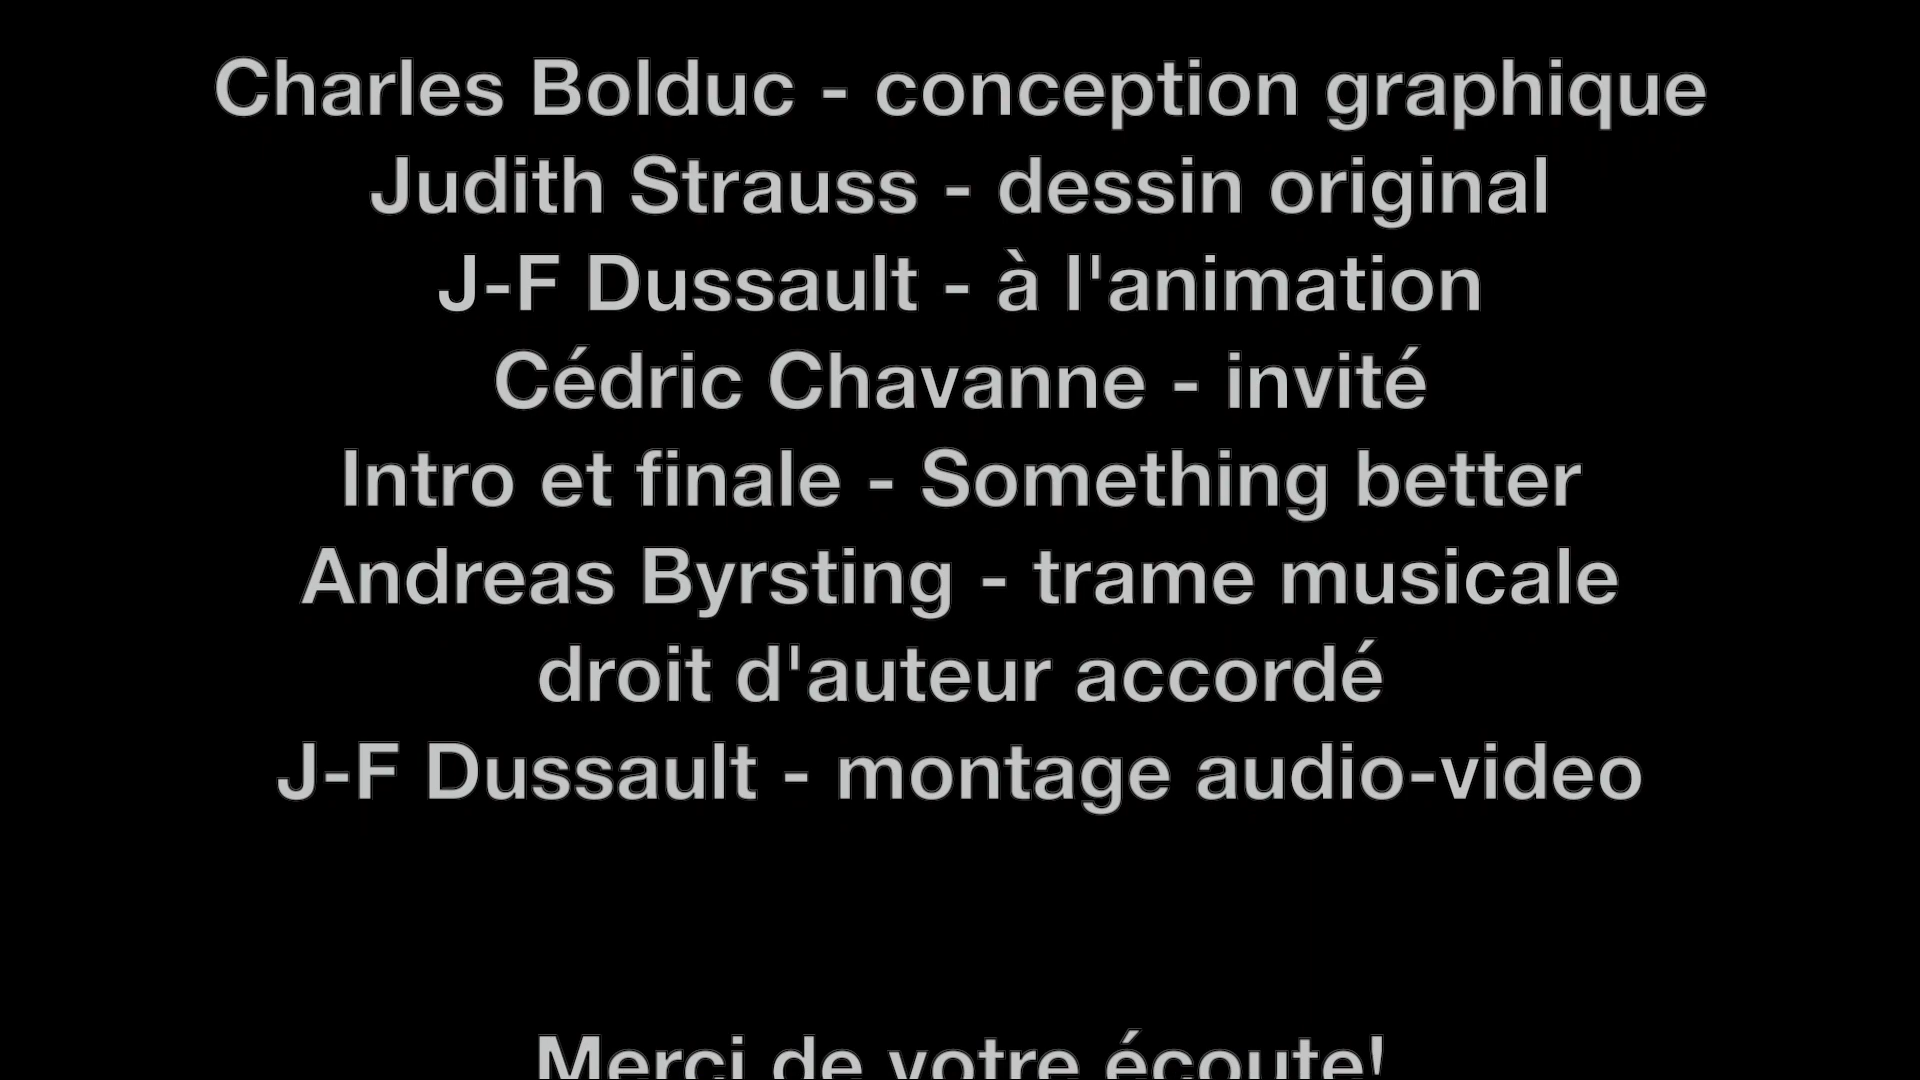 Charles Bolduc - conception graphique
Judith Strauss - dessin original
J-F Dussault - à l'animation
Cédric Chavanne - invité
Intro et finale - Something better
Andreas Byrsting - trame musicale
droit d'auteur accordé
J-F Dussault - montage audio-video
Merci de votre écoute!